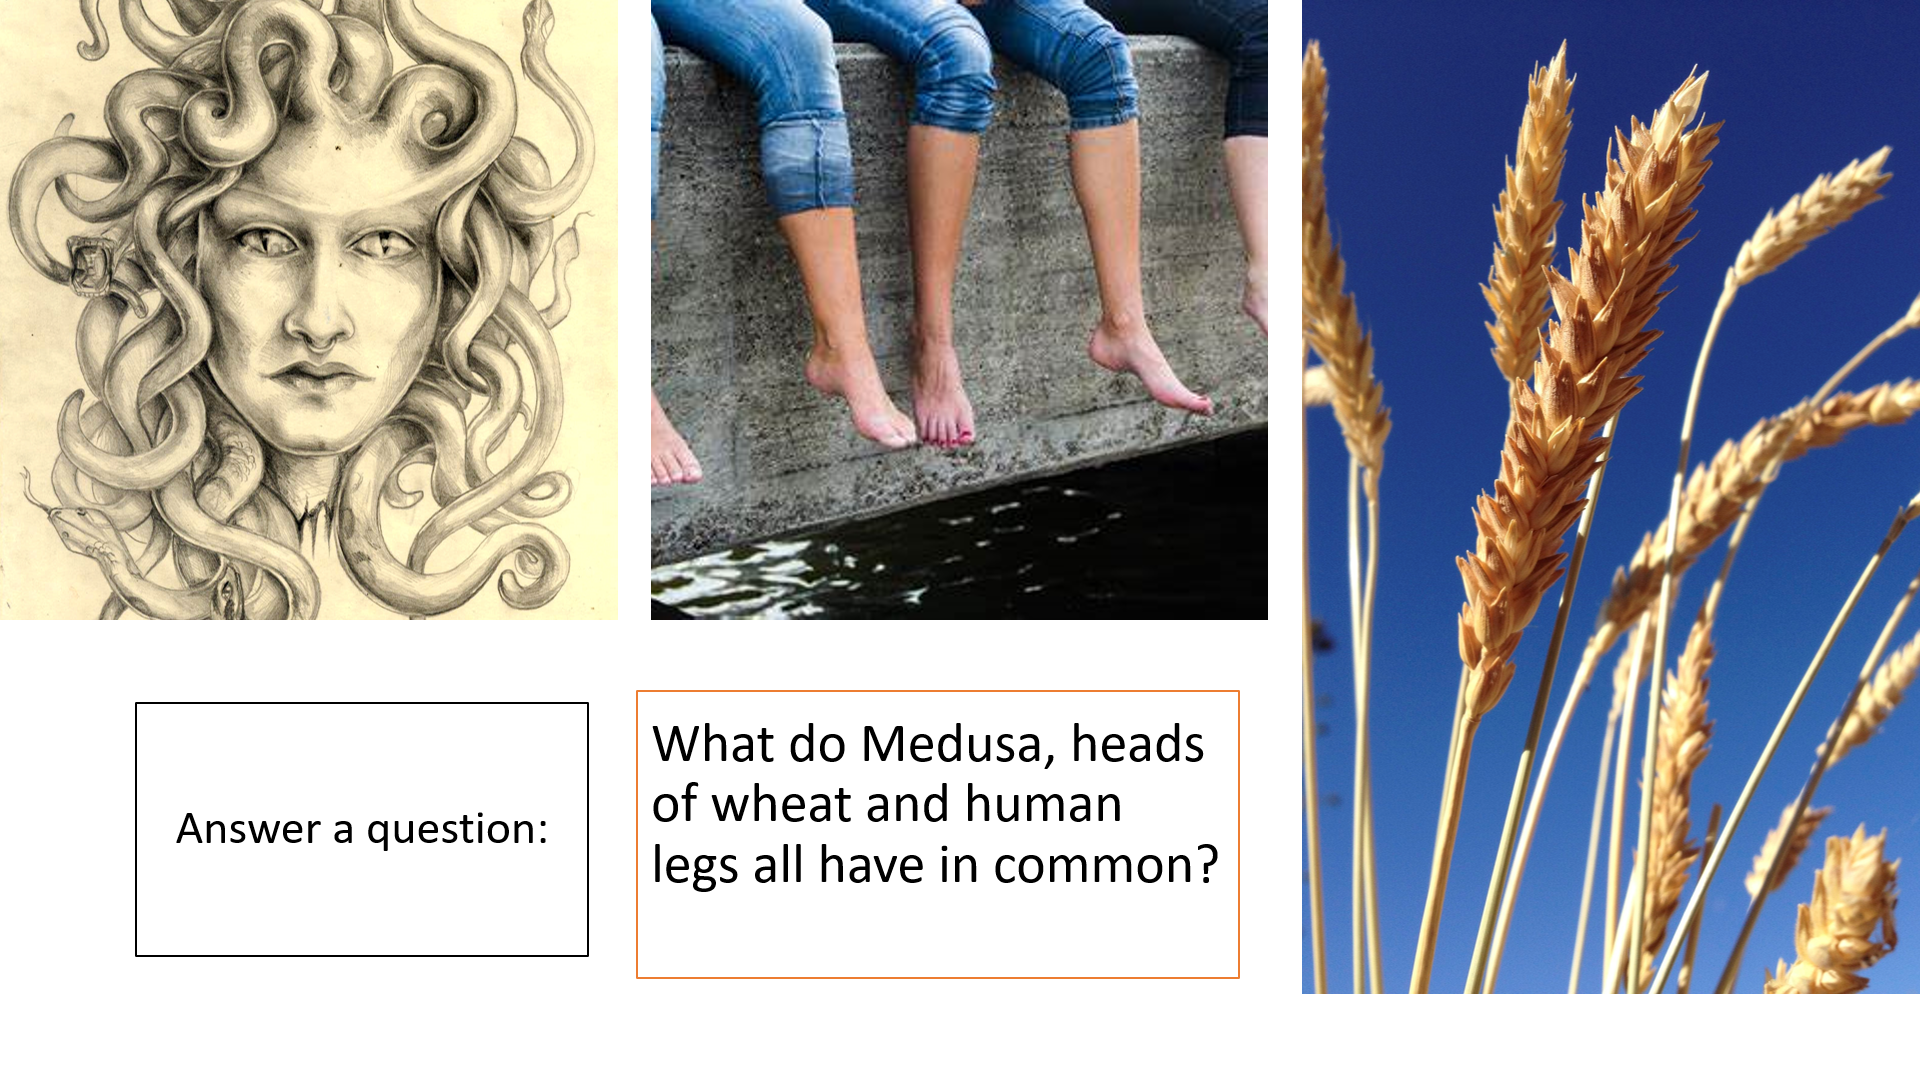 Answer a question:
What do Medusa, heads
of wheat and human
legs all have in common?